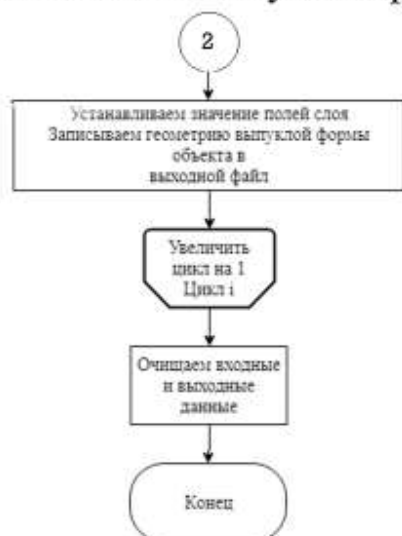 2
Устанавливаем значение полей слоя
Записываем геометрию выпуклой формы
объекта в
выходной файл
Увеличить
цикл на 1
Цикл i
Очищаем входные
и выходные
данные
Конец